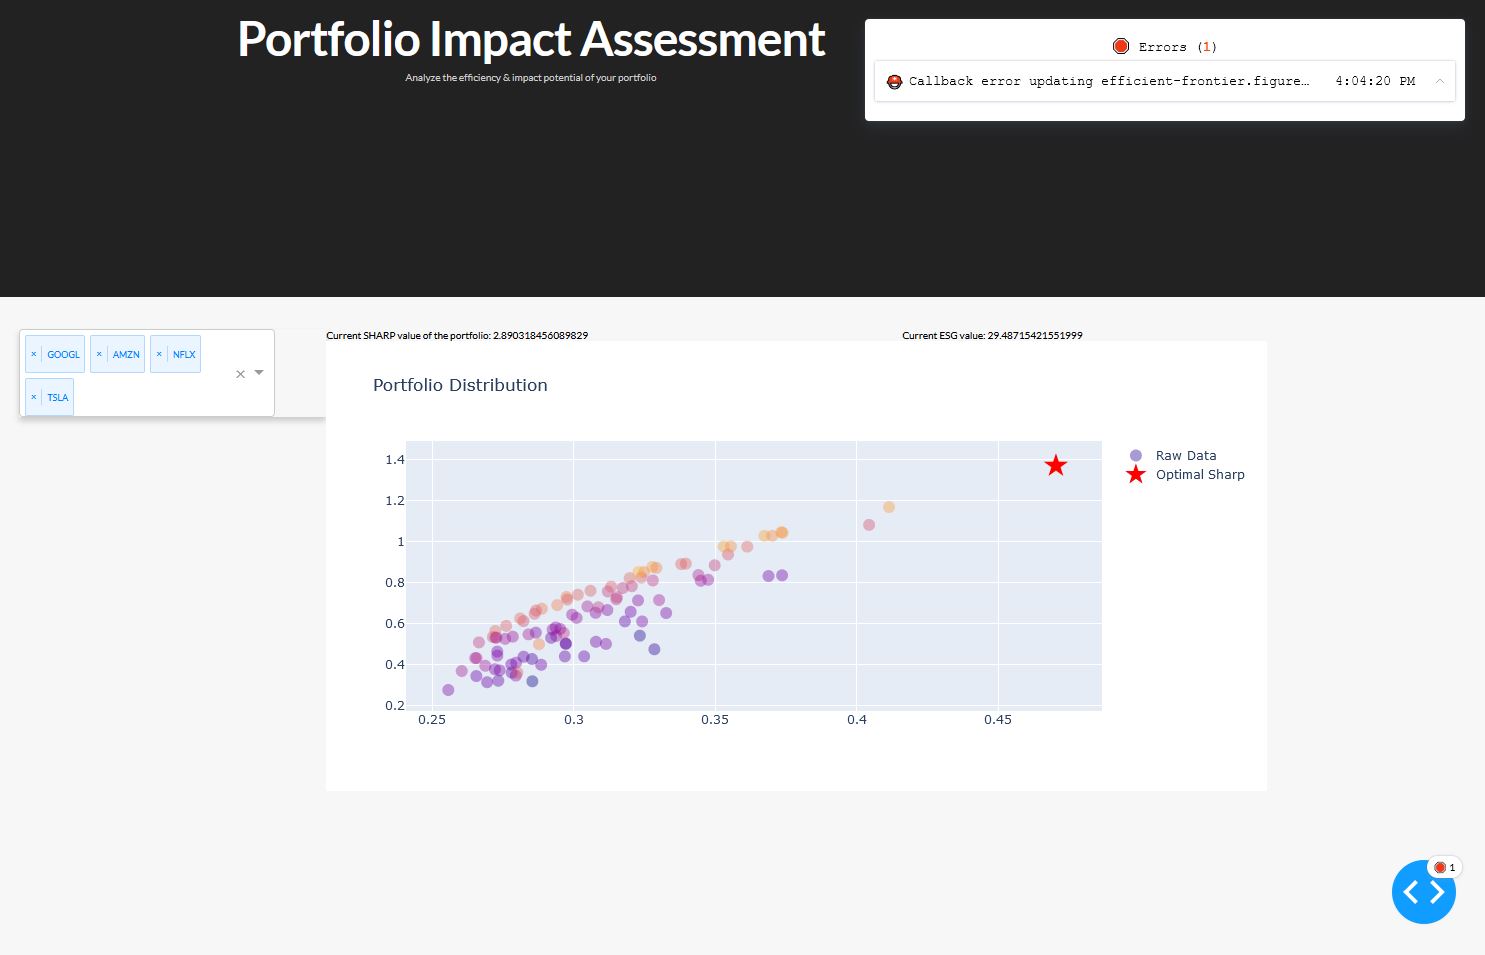 Portfolio Impact Assessment
Analyze the efficiency & impact potential of your portfolio
Errors (1)
Callback error updating efficient-frontier.figure… 4:04:20 PM
× GOOGL × AMZN × NFLX
× TSLA
Current SHARP value of the portfolio: 2.890318456089829
Current ESG value: 29.48715421551999
Portfolio Distribution
1.4
1.2
1
0.8
0.6
0.4
0.2
0.25 0.3 0.35 0.4 0.45
Raw Data
Optimal Sharp
1